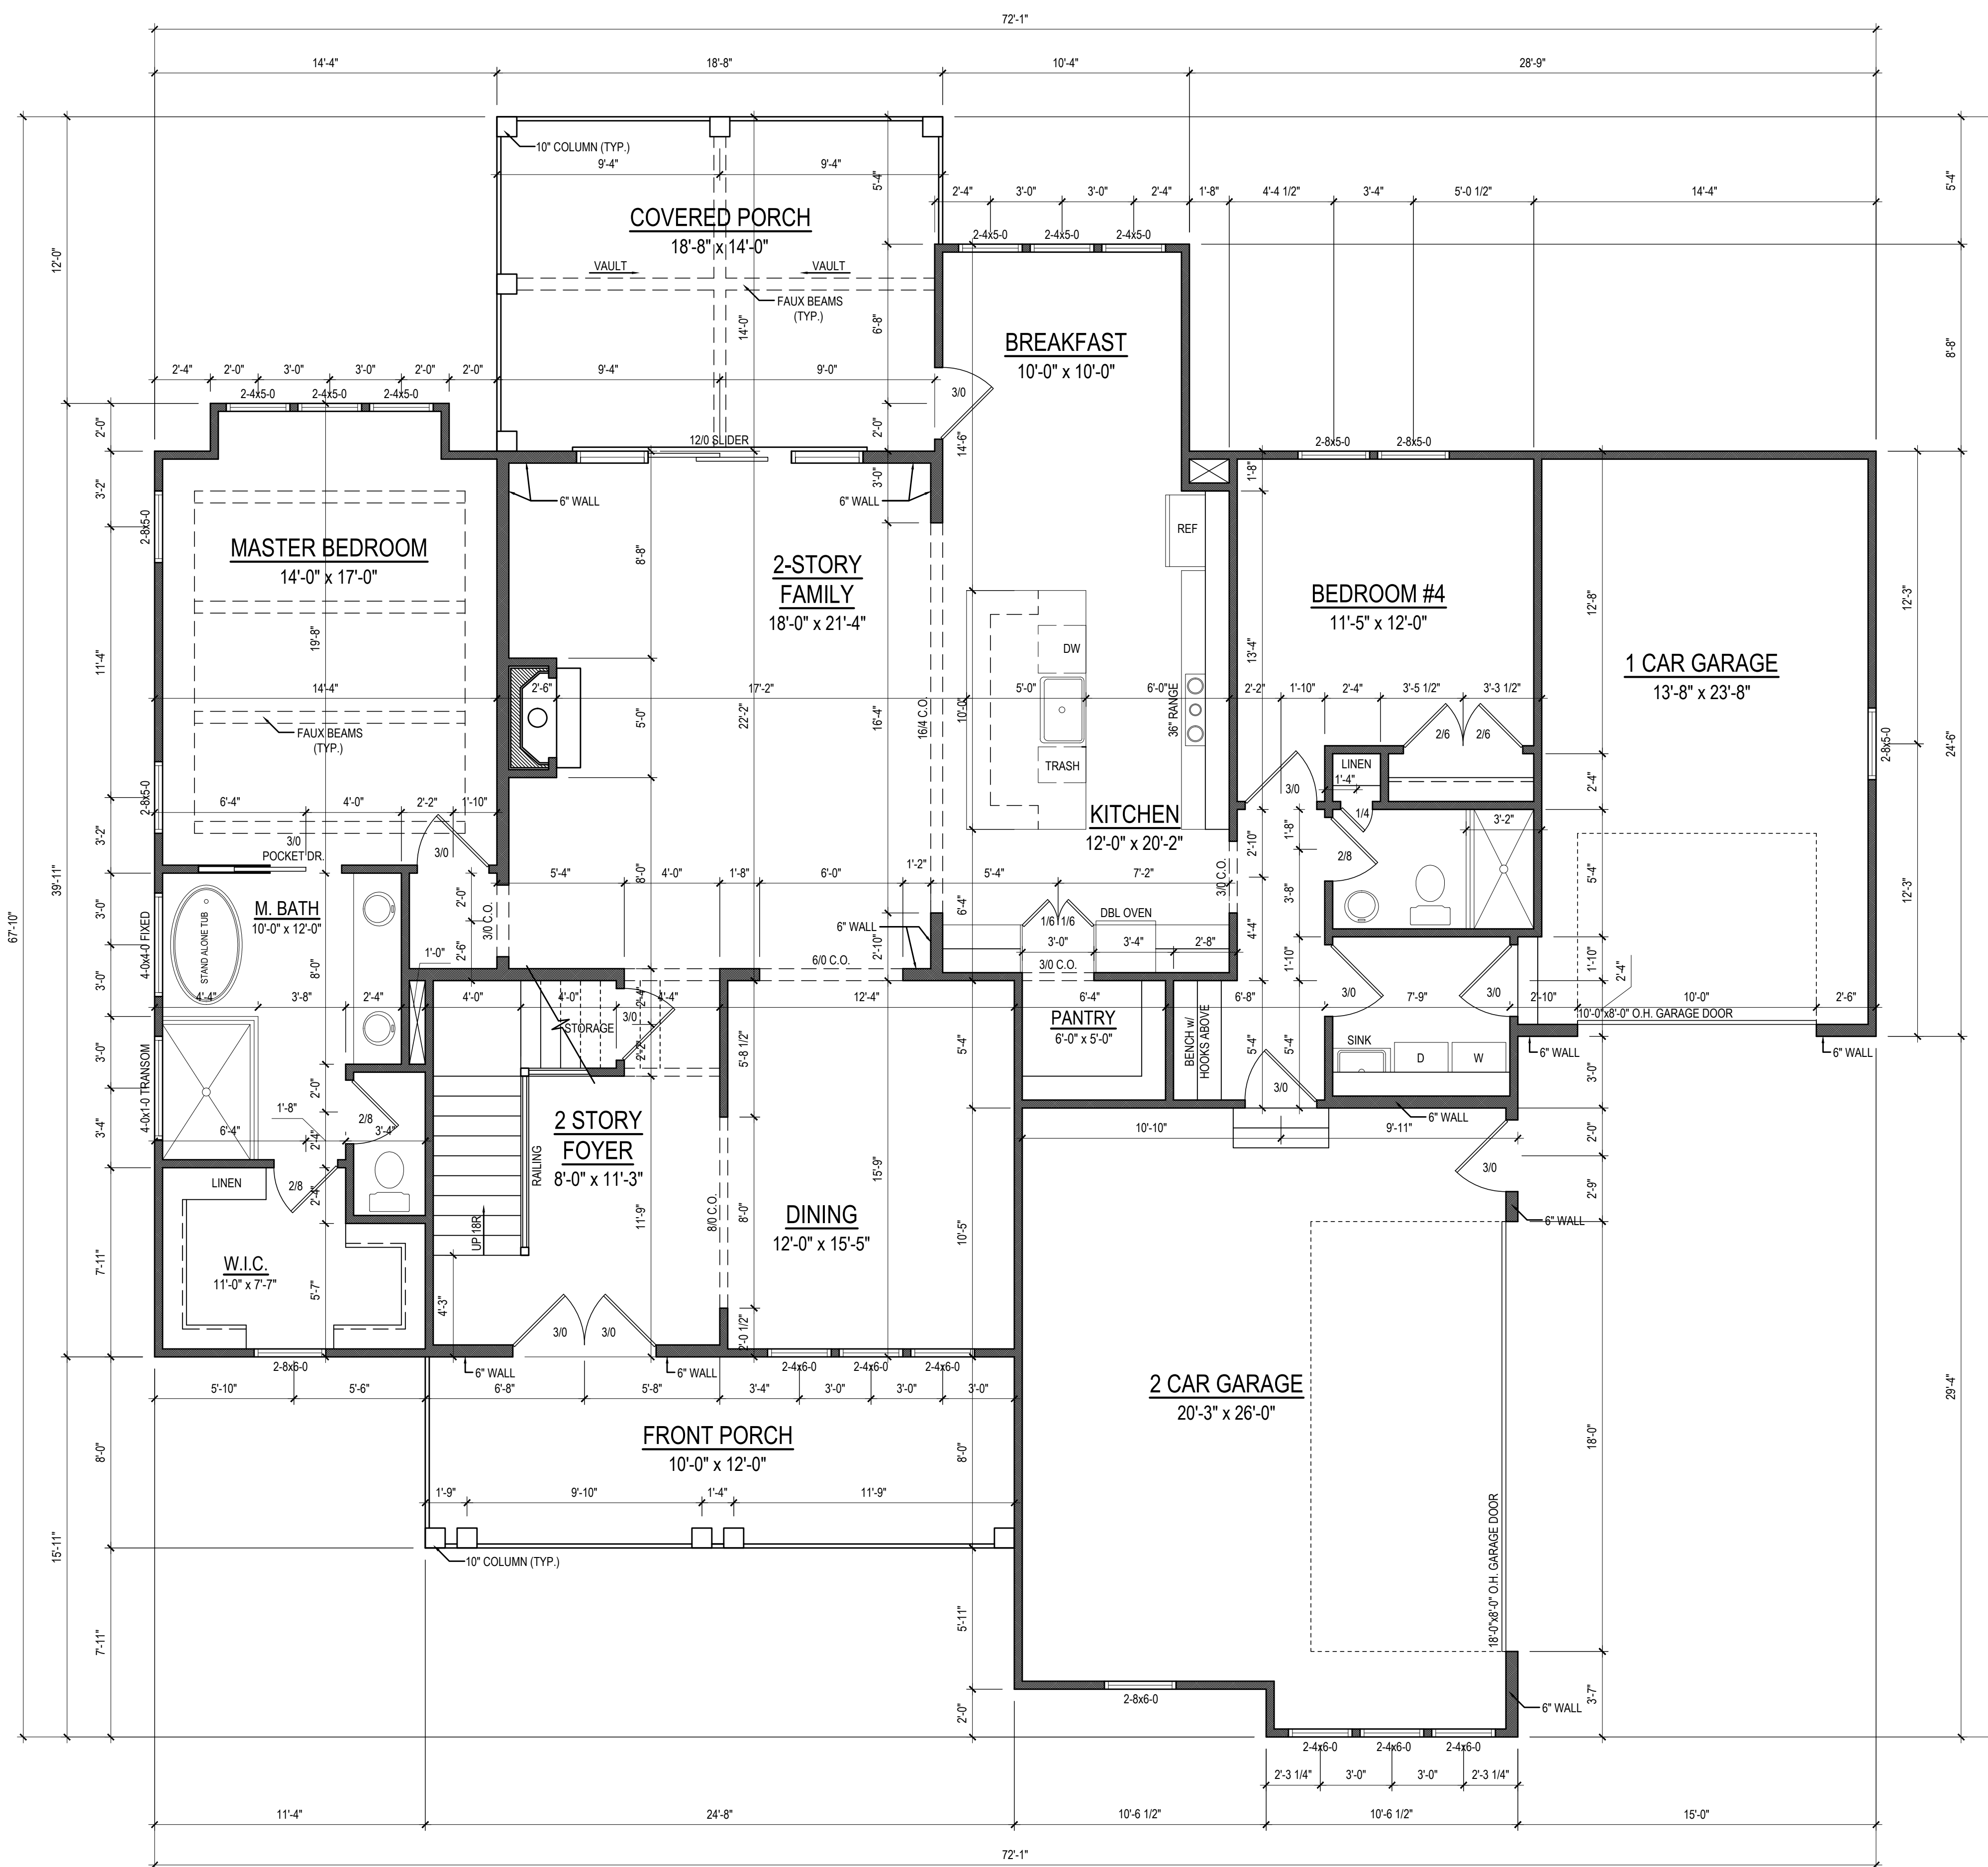 72'-1"
14'-4"
18'-8"
10'-4"
28'-9"
10" COLUMN (TYP.)
9'-4"
9'-4"
5'-4"
5'-4"
2'-4"
3'-0"
3'-0"
2'-4"
1'-8"
4'-4 1/2"
3'-4"
5'-0 1/2"
14'-4"
COVERED PORCH
18'-8" x 14'-0"
2-4x5-0
2-4x5-0
2-4x5-0
12'-0"
VAULT
VAULT
FAUX BEAMS
(TYP.)
14'-0"
6'-8"
8'-8"
BREAKFAST
10'-0" x 10'-0"
2'-4"
2'-0"
3'-0"
3'-0"
2'-0"
2'-0"
9'-4"
9'-0"
3/0
2-4x5-0
2-4x5-0
2-4x5-0
2'-0"
2'-0"
14'-6"
12/0 SLIDER
2-8x5-0
2-8x5-0
3'-2"
3'-0"
1'-8"
6" WALL
6" WALL
2-8x5-0
REF
MASTER BEDROOM
14'-0" x 17'-0"
8'-8"
2-STORY
FAMILY
18'-0" x 21'-4"
BEDROOM #4
11'-5" x 12'-0"
12'-8"
12'-3"
19'-8"
11'-4"
DW
13'-4"
1 CAR GARAGE
13'-8" x 23'-8"
14'-4"
2'-6"
17'-2"
5'-0"
6'-0"
2'-2"
1'-10"
2'-4"
3'-5 1/2"
3'-3 1/2"
FAUX BEAMS
(TYP.)
5'-0"
22'-2"
16'-4"
16/4 C.O.
10'-0"
36" RANGE
2/6
2/6
24'-6"
2-8x5-0
TRASH
LINEN
1'-4"
2'-4"
3/0
2-8x5-0
6'-4"
4'-0"
2'-2"
1'-10"
KITCHEN
12'-0" x 20'-2"
1/4
3'-2"
3'-2"
3/0
POCKET DR.
3/0
2'-10"
1'-8"
2/8
39'-11"
1'-2"
5'-4"
4'-0"
8'-0"
1'-8"
6'-0"
5'-4"
7'-2"
3/0 C.O.
5'-4"
12'-3"
3'-0"
4-0x4-0 FIXED
STAND ALONE TUB
M. BATH
10'-0" x 12'-0"
2'-0"
3/0 C.O.
6'-4"
3'-8"
67'-10"
6" WALL
1/6
1/6
DBL OVEN
3'-0"
3'-4"
2'-8"
4'-4"
1'-0"
2'-6"
8'-0"
6/0 C.O.
2'-10"
3/0 C.O.
1'-10"
1'-10"
3'-0"
4'-4"
3'-8"
2'-4"
4'-0"
4'-0"
4'-4"
2'-4"
12'-4"
6'-4"
6'-8"
3/0
7'-9"
3/0
2'-10"
2'-4"
10'-0"
2'-6"
10'-0"x8'-0" O.H. GARAGE DOOR
STORAGE
3/0
2'-2"
PANTRY
6'-0" x 5'-0"
BENCH w/
HOOKS ABOVE
5'-4"
5'-4"
5'-4"
SINK
D
W
6" WALL
6" WALL
3'-0"
4-0x1-0 TRANSOM
5'-8 1/2"
3'-0"
2'-0"
3/0
1'-8"
2/8
3'-4"
3'-4"
6'-4"
2'-4"
2 STORY
FOYER
8'-0" x 11'-3"
6" WALL
10'-10"
9'-11"
2'-0"
15'-9"
3/0
LINEN
2/8
2'-4"
RAILING
2'-9"
UP 18R
11'-9"
8/0 C.O.
8'-0"
DINING
12'-0" x 15'-5"
10'-5"
6" WALL
W.I.C.
11'-0" x 7'-7"
7'-11"
5'-7"
4'-3"
3/0
3/0
2'-0 1/2"
2-8x6-0
6" WALL
6" WALL
2-4x6-0
2-4x6-0
2-4x6-0
5'-10"
5'-6"
6'-8"
5'-8"
3'-4"
3'-0"
3'-0"
3'-0"
2 CAR GARAGE
20'-3" x 26'-0"
29'-4"
18'-0"
8'-0"
FRONT PORCH
10'-0" x 12'-0"
8'-0"
1'-9"
9'-10"
1'-4"
11'-9"
15'-11"
10" COLUMN (TYP.)
18'-0"x8'-0" O.H. GARAGE DOOR
7'-11"
5'-11"
2-8x6-0
6" WALL
3'-7"
2'-0"
2-4x6-0
2-4x6-0
2-4x6-0
2'-3 1/4"
3'-0"
3'-0"
2'-3 1/4"
11'-4"
24'-8"
10'-6 1/2"
10'-6 1/2"
15'-0"
72'-1"